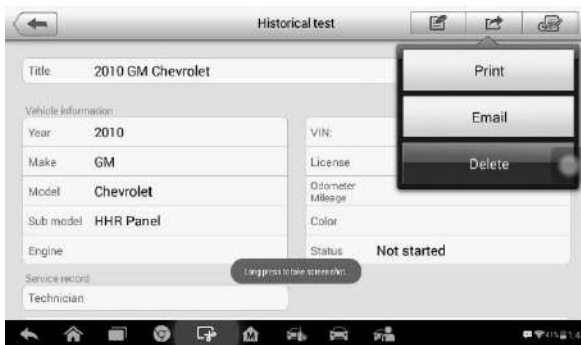 Historical test
Title 2010 GM Chevrolet
Print
Email
Delete
Vehicle information
Year 2010
Make GM
Model Chevrolet
Sub model HHR Panel
Engine
VIN:
License
Odometer
Mileage
Color
Status Not started
Long press to take screenshot.
Service record
Technician